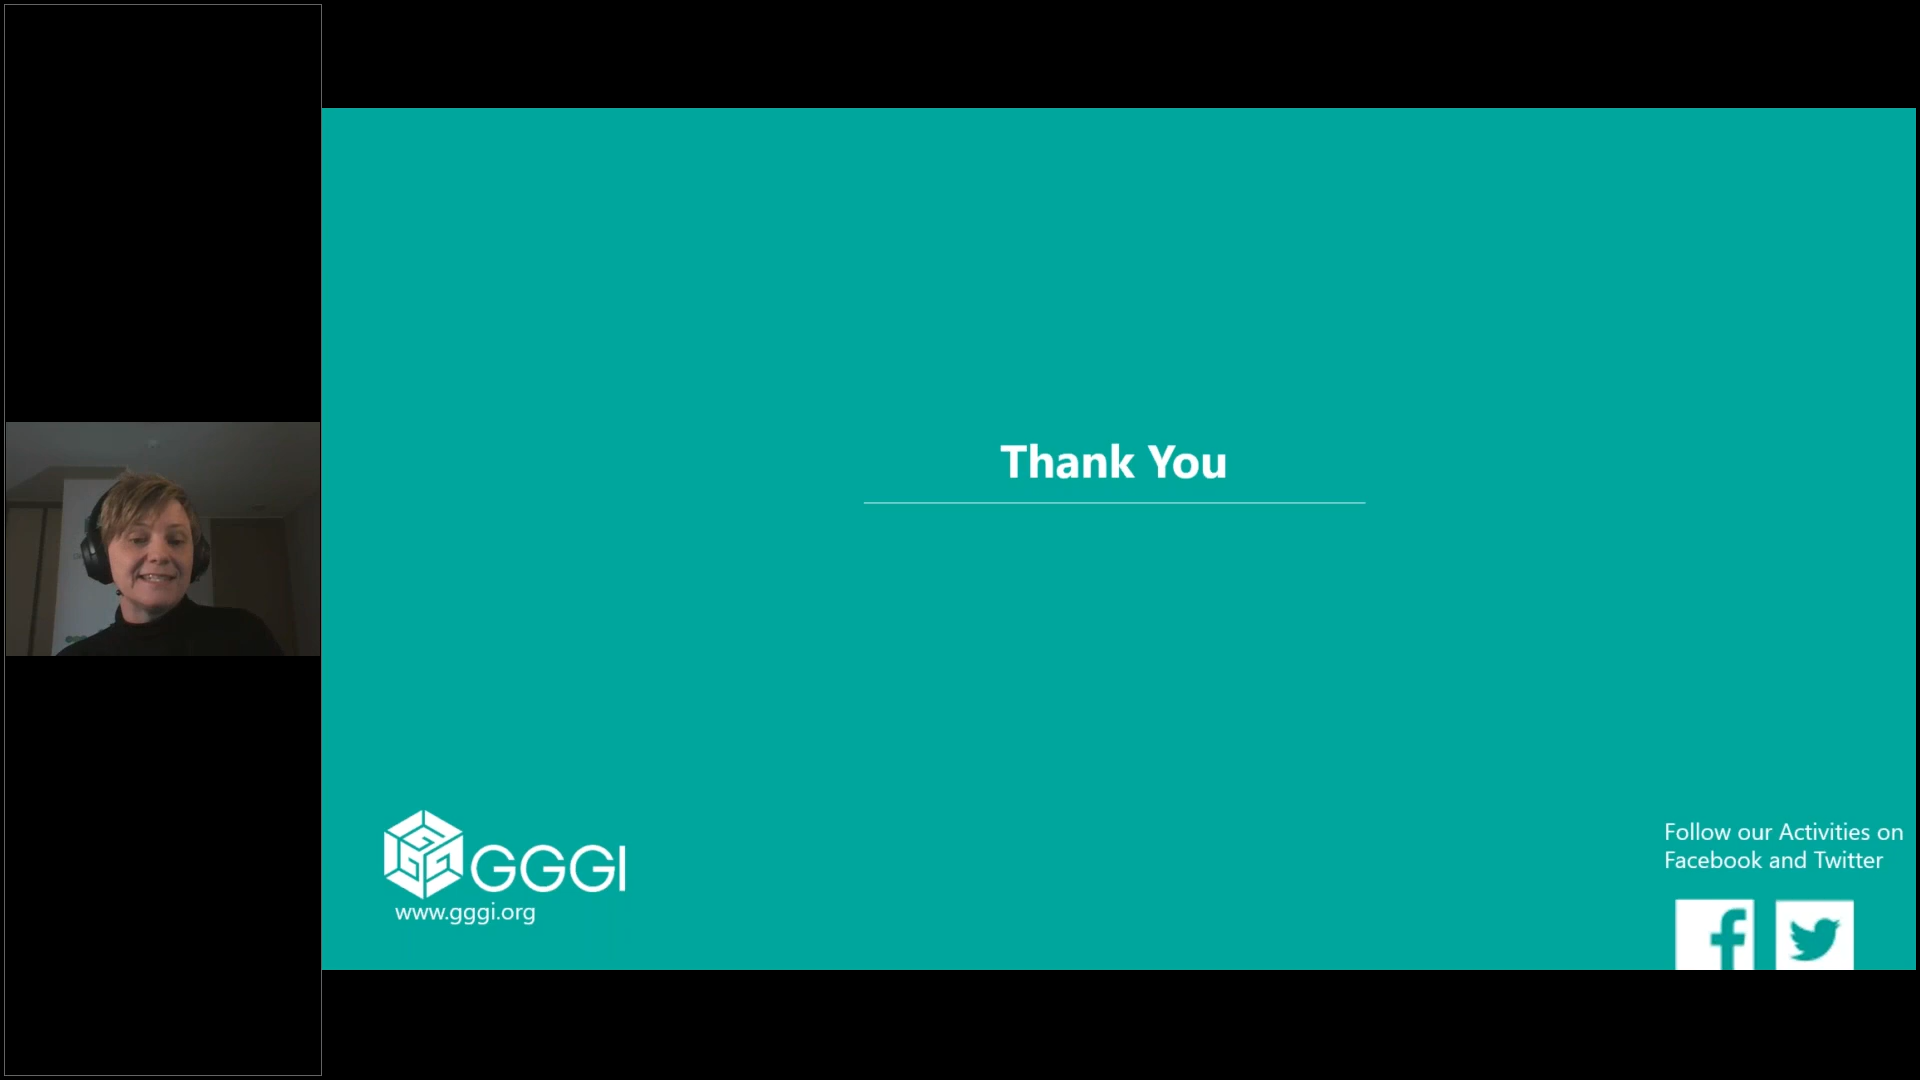 Thank You
GGGI
www.gggi.org
Follow our Activities on
Facebook and Twitter